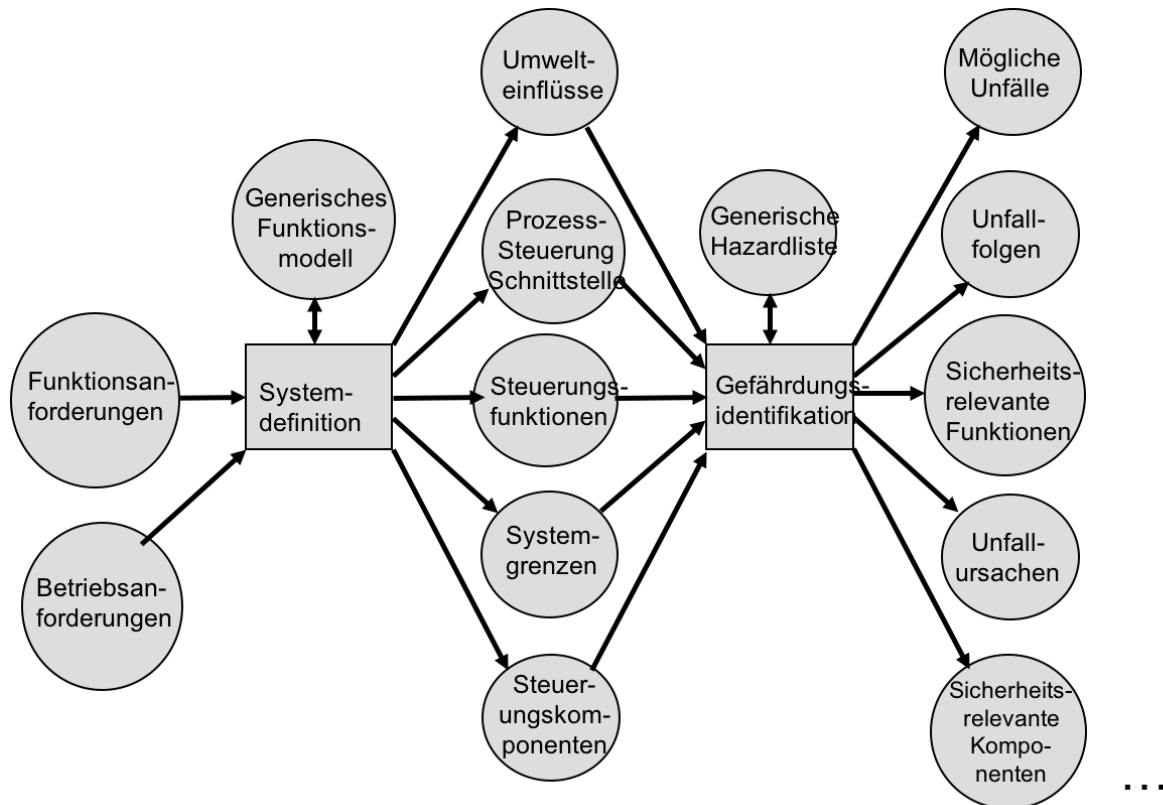 Umwelt-
einflüsse
Mögliche
Unfälle
Generisches
Funktions-
modell
Prozess-
Steuerung
Schnittstelle
Generische
Hazardliste
Unfall-
folgen
Funktionsan-
forderungen
System-
definition
Steuerungs-
funktionen
Gefährdungs-
identifikation
Sicherheits-
relevante
Funktionen
Betriebsan-
forderungen
System-
grenzen
Unfall-
ursachen
Steuer-
ungskom-
ponenten
Sicherheits-
relevante
Kompo-
nenten
...